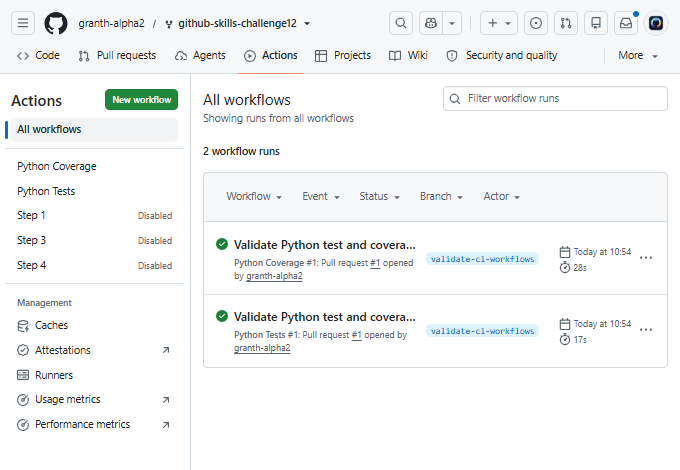 granth-alpha2 / github-skills-challenge12
Code Pull requests Agents Actions Projects Wiki Security and quality More
Actions
New workflow
All workflows
Python Coverage
Python Tests
Step 1 Disabled
Step 3 Disabled
Step 4 Disabled
Management
Caches
Attestations
Runners
Usage metrics
Performance metrics
All workflows
Showing runs from all workflows
Filter workflow runs
2 workflow runs
Workflow Event Status Branch Actor
Validate Python test and covera...
Python Coverage #1: Pull request #1 opened
by granth-alpha2
validate-ci-workflows
Today at 10:54
28s
Validate Python test and covera...
Python Tests #1: Pull request #1 opened by
granth-alpha2
validate-ci-workflows
Today at 10:54
17s